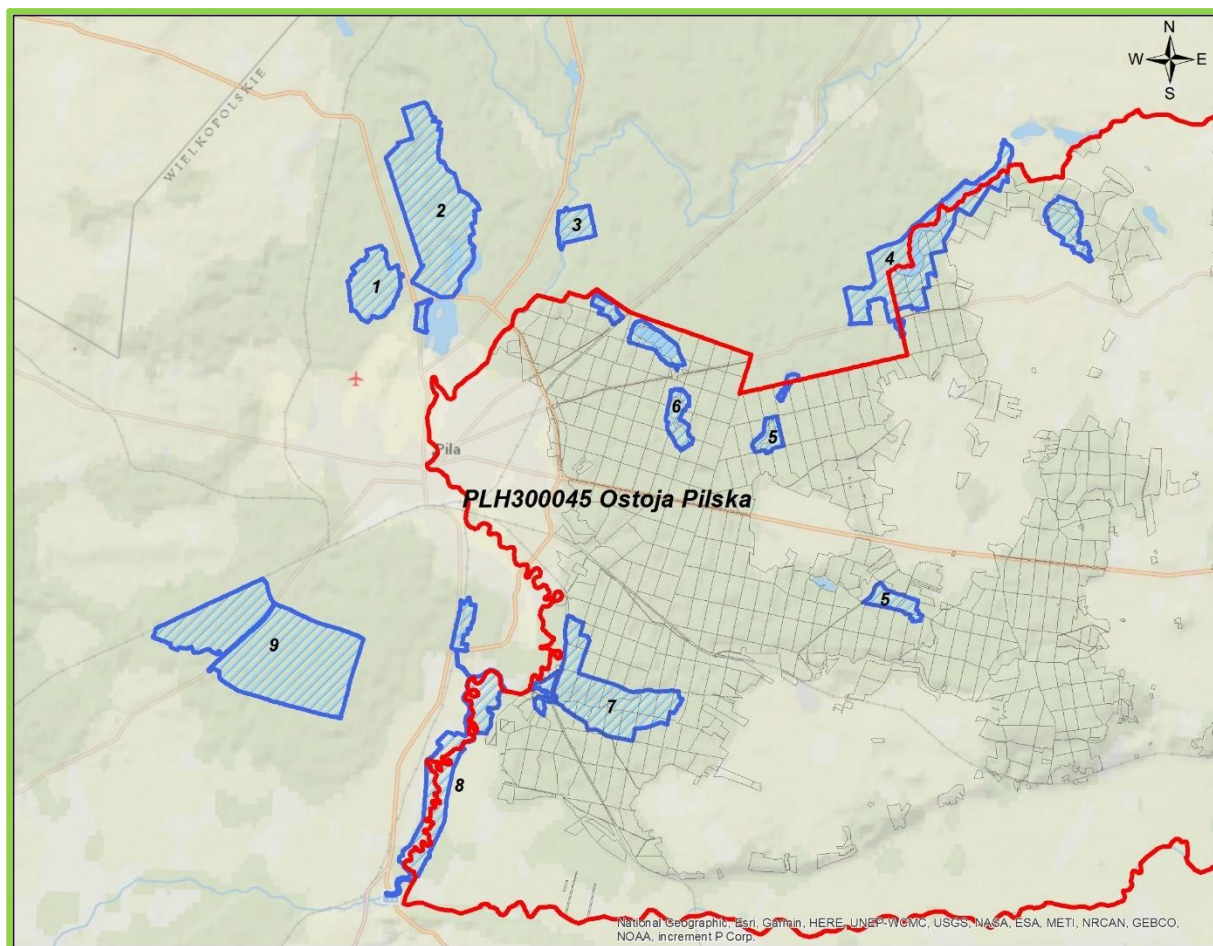 N
W E
S
WIELKOPOLSKIE
2
3
1
4
6
5
Piła
PLH300045 Ostoja Pilska
5
9
7
8
National Geographic, Esri, Garmin, HERE, UNEP-WCMC, USGS, NASA, ESA, METI, NRCAN, GEBCO,
NOAA, increment P Corp.